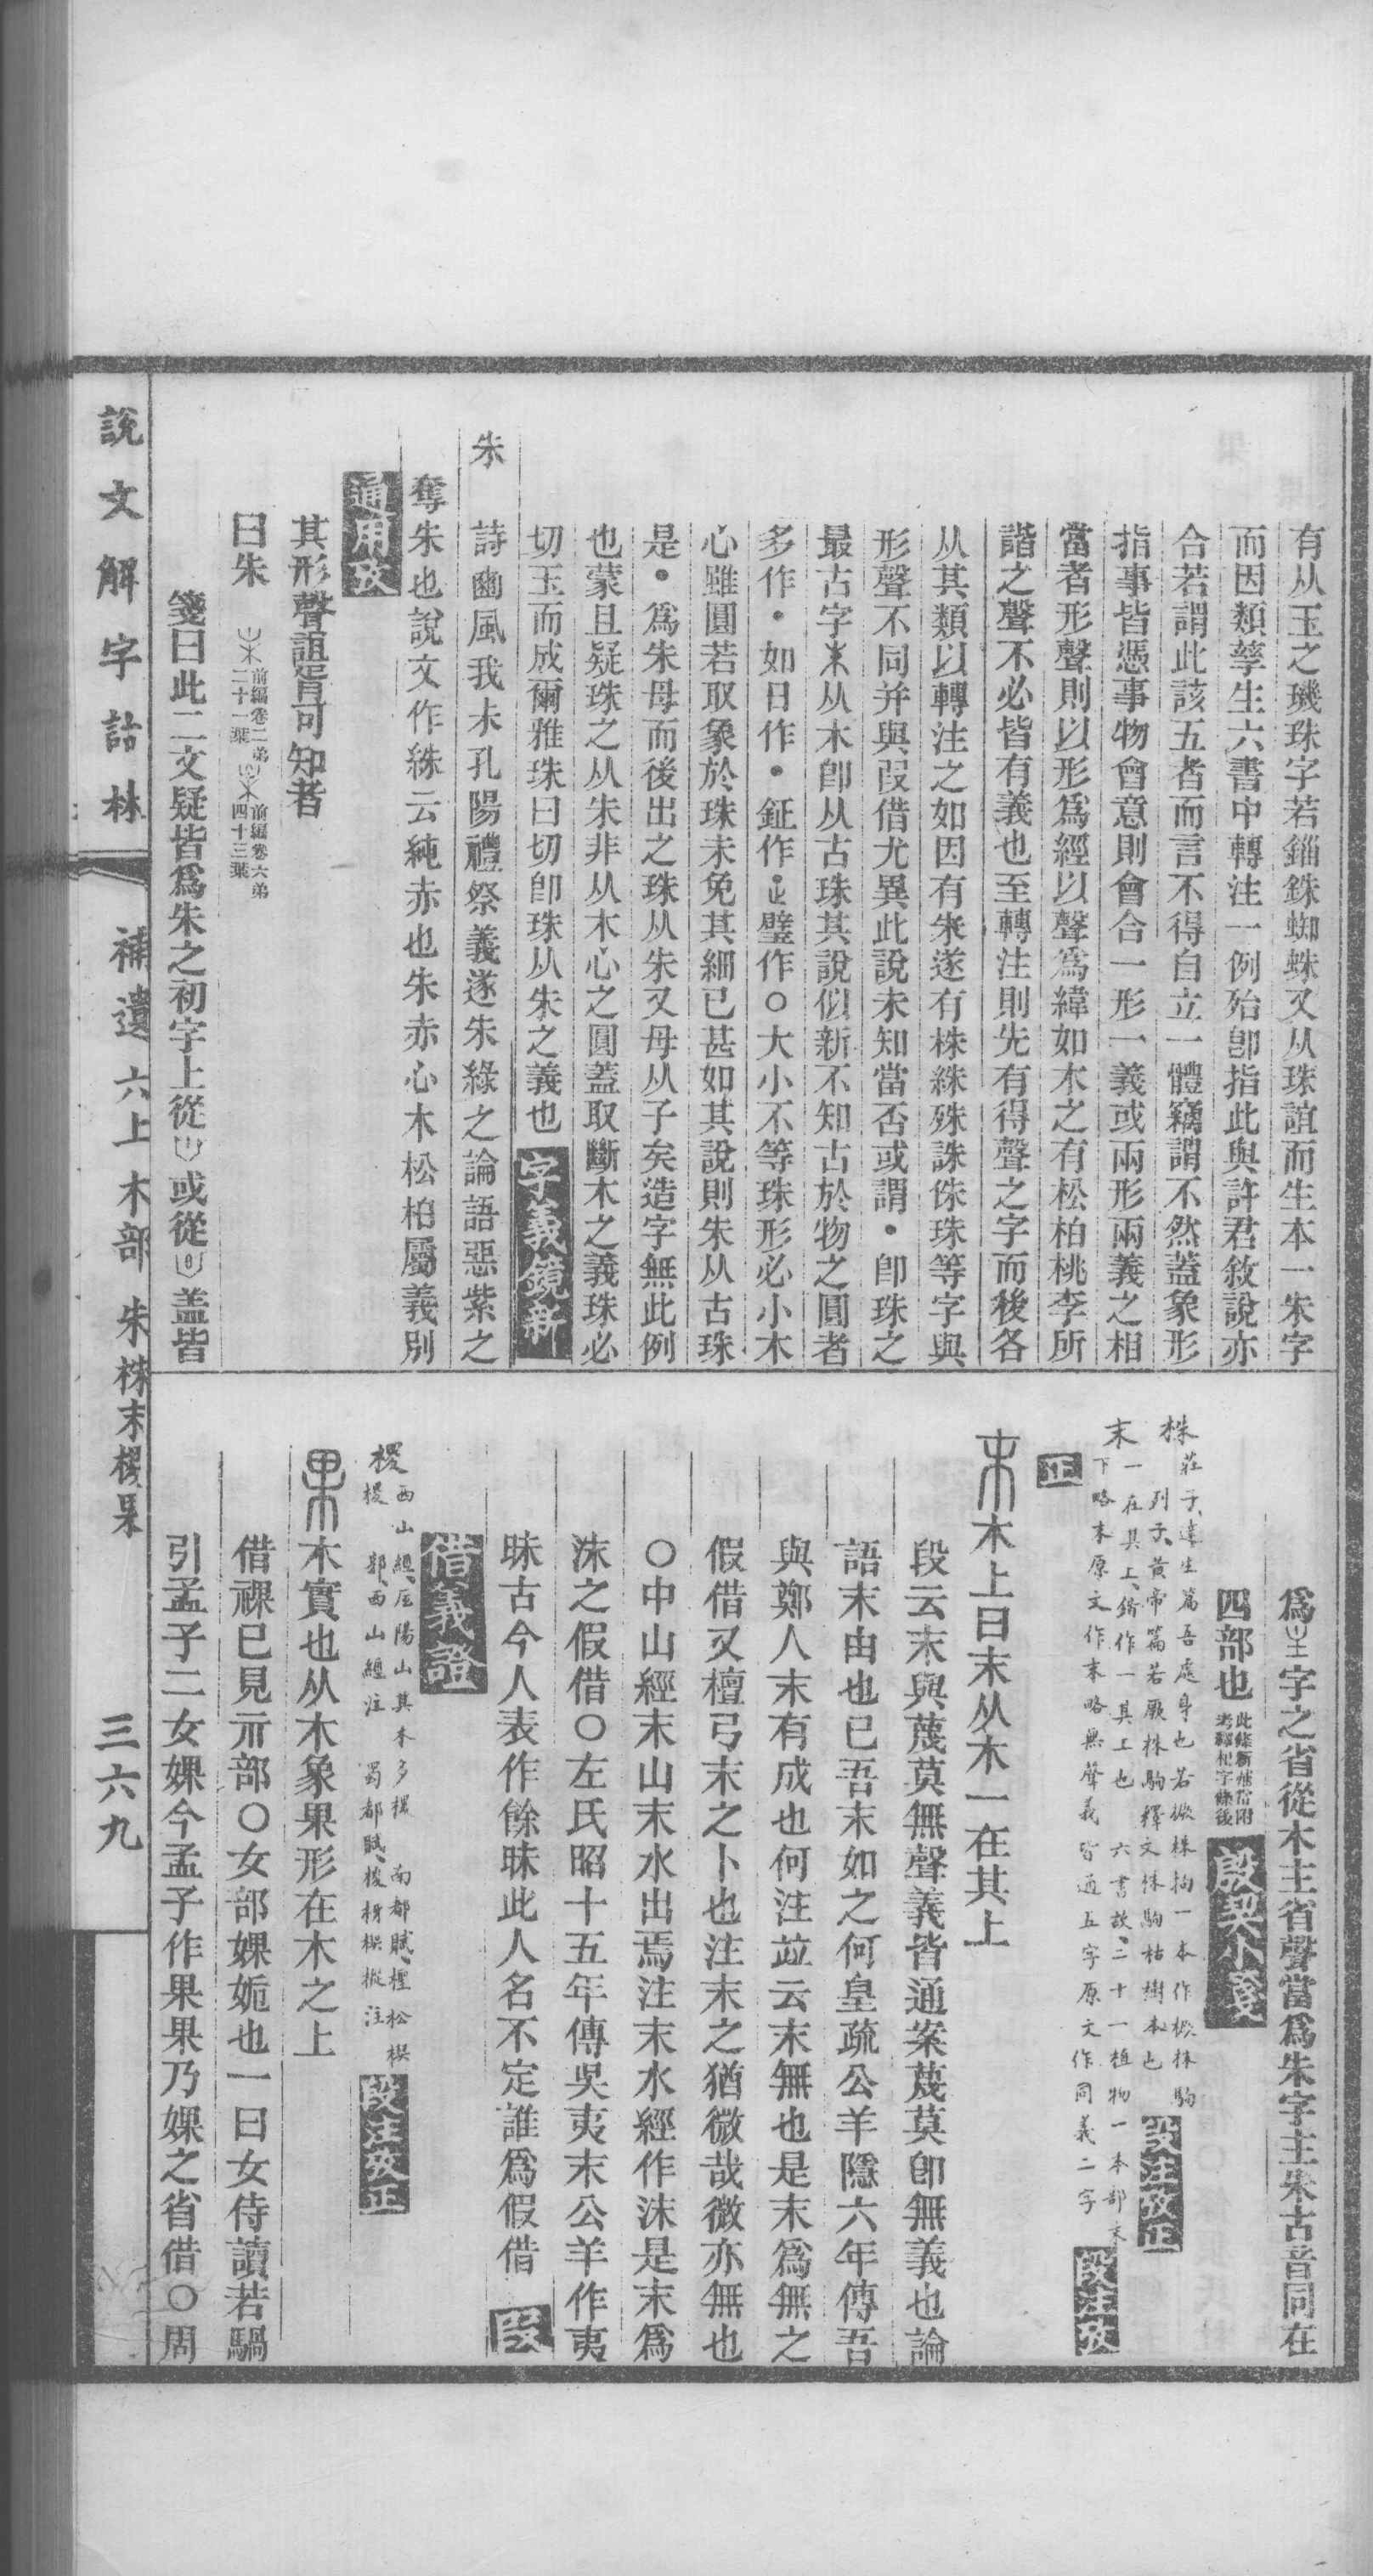 有从玉之璣珠字若錙銖蜘蛛又从珠誼而生本一朱字
而因類孳生六書中轉注一例殆卽指此與許君敘說亦
合若謂此該五者而言不得自立一體竊謂不然蓋象形
指事皆憑事物會意則會合一形一義或兩形兩義之相
當者形聲則以形爲經以聲爲緯如木之有松柏桃李所
諧之聲不必皆有義也至轉注則先有得聲之字而後各
从其類以轉注之如因有朱遂有株絑殊誅侏珠等字與
形聲不同并與叚借尤異此說未知當否或謂・卽珠之
最古字朱从木卽从古珠其說似新不知古於物之圓者
多作・如日作・鉦作・璧作○大小不等珠形必小木
心雖圓若取象於珠未免其細已甚如其說則朱从古珠
是・爲朱母而後出之珠从朱又母从子矣造字無此例
也蒙且疑珠之从朱非从木心之圓蓋取斷木之義珠必
切玉而成爾雅珠曰切卽珠从朱之義也 字義鏡新
朱 詩豳風我朱孔陽禮祭義遂朱綠之論語惡紫之
奪朱也說文作絑云純赤也朱赤心木松柏屬義別
通用攷
其形聲誼皆可知者
曰朱 前編卷二弟二十一葉 前編卷六弟四十三葉
箋曰此二文疑皆爲朱之初字上從 或從 蓋皆
爲 字之省從木主省聲當爲朱字主朱古音同在
四部也 此條新補當附考釋杞字條後 殷契小箋
株 莊子達生篇吾處身也若橛株拘一本作橛株駒
列子黃帝篇若厥株駒釋文株駒枯樹本也 段注攷正
末 一在其上鍇作一其上也 六書故二十一植物一本部末
下略本原文作末略無聲義皆通五字原文作同義二字 段注攷
正
末 木上曰末从木一在其上
段云末與蔑莫無聲義皆通案蔑莫卽無義也論
語末由也已吾末如之何皇疏公羊隱六年傳吾
與鄭人末有成也何注竝云末無也是末爲無之
假借又檀弓末之卜也注末之猶微哉微亦無也
○中山經末山末水出焉注末水經作沬是末爲
沬之假借○左氏昭十五年傳吳夷末公羊作夷
昧古今人表作餘昧此人名不定誰爲假借 說文
借義證
椶 西山經厎陽山其木多椶 南都賦楈枒栟櫚
椶 郭西山經注 蜀都賦椶枒楔樅注 段注攷正
果 木實也从木象果形在木之上
借祼已見示部○女部婐婐也一曰女侍讀若騧
引孟子二女婐今孟子作果果乃婐之省借○周
說文解字詁林 補遺六上木部 朱株末椶果 三六九